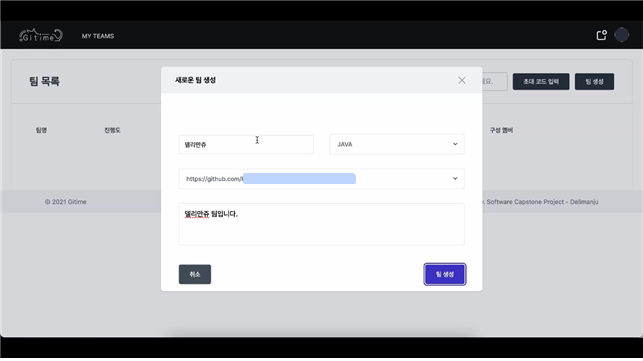 Gitime
MY TEAMS
팀 목록
요.
초대 코드 입력
팀 생성
팀명
진행도
구성 멤버
새로운 팀 생성
델리만쥬
JAVA
https://github.com/
델리만쥬 팀입니다.
취소
팀 생성
© 2021 Gitime
Software Capstone Project - Delimanju